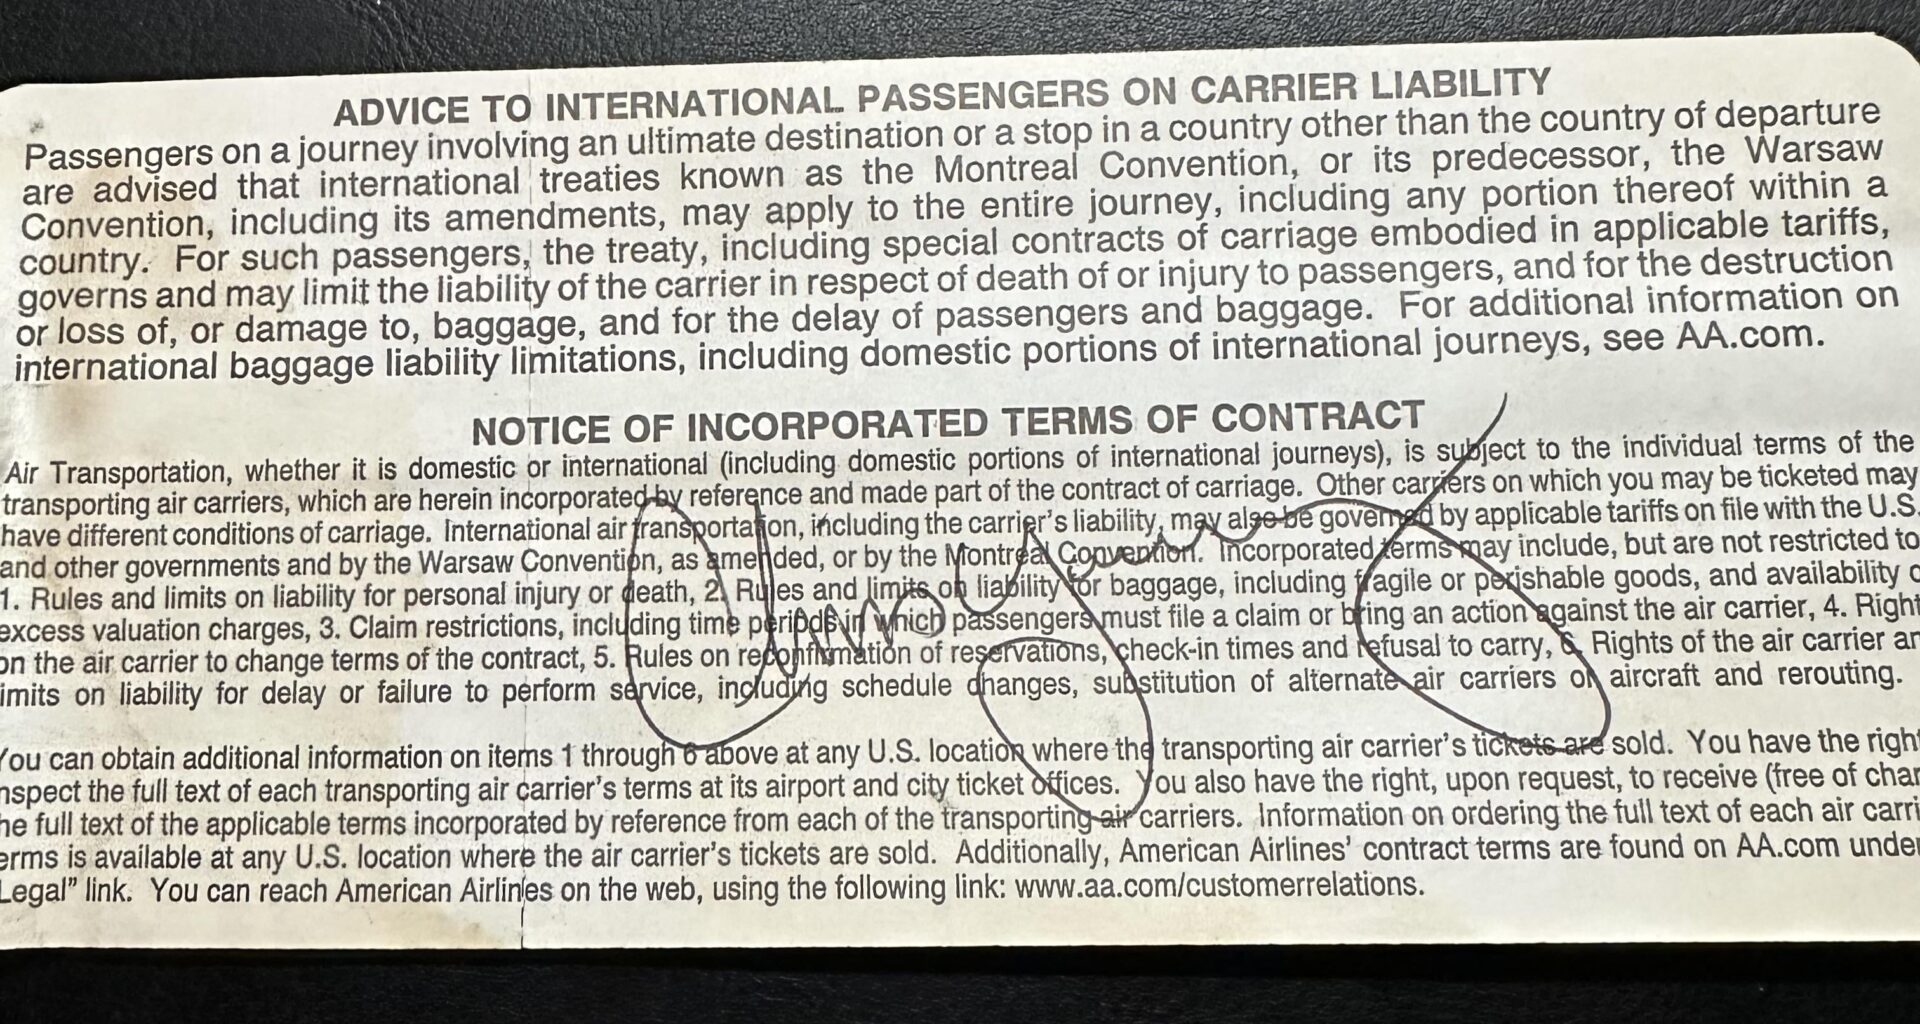 ADVICE TO INTERNATIONAL PASSENGERS ON CARRIER LIABILITY
Passengers on a journey involving an ultimate destination or a stop in a country other than the country of departure
are advised that international treaties known as the Montreal Convention, or its predecessor, the Warsaw
Convention, including its amendments, may apply to the entire journey, including any portion thereof within a
country. For such passengers, the treaty, including special contracts of carriage embodied in applicable tariffs,
governs and may limit the liability of the carrier in respect of death of or injury to passengers, and for the destruction
or loss of, or damage to, baggage, and for the delay of passengers and baggage. For additional information on
international baggage liability limitations, including domestic portions of international journeys, see AA.com.
NOTICE OF INCORPORATED TERMS OF CONTRACT
Air Transportation, whether it is domestic or international (including domestic portions of international journeys), is subject to the individual terms of the
transporting air carriers, which are herein incorporated by reference and made part of the contract of carriage. Other carriers on which you may be ticketed may
have different conditions of carriage. International air transportation, including the carrier's liability, may also be governed by applicable tariffs on file with the U.S.
and other governments and by the Warsaw Convention, as amended, or by the Montreal Convention. Incorporated terms may include, but are not restricted to
1. Rules and limits on liability for personal injury or death, 2. Rules and limits on liability for baggage, including fragile or perishable goods, and availability o
excess valuation charges, 3. Claim restrictions, including time periods in which passengers must file a claim or bring an action against the air carrier, 4. Right
on the air carrier to change terms of the contract, 5. Rules on reconfirmation of reservations, check-in times and refusal to carry, 6. Rights of the air carrier an
imits on liability for delay or failure to perform service, including schedule changes, substitution of alternate air carriers or aircraft and rerouting.
You can obtain additional information on items 1 through 6 above at any U.S. location where the transporting air carrier's tickets are sold. You have the right
nspect the full text of each transporting air carrier's terms at its airport and city ticket offices. You also have the right, upon request, to receive (free of char
he full text of the applicable terms incorporated by reference from each of the transporting air carriers. Information on ordering the full text of each air carri
erms is available at any U.S. location where the air carrier's tickets are sold. Additionally, American Airlines' contract terms are found on AA.com under
Legal" link. You can reach American Airlines on the web, using the following link: www.aa.com/customerrelations.